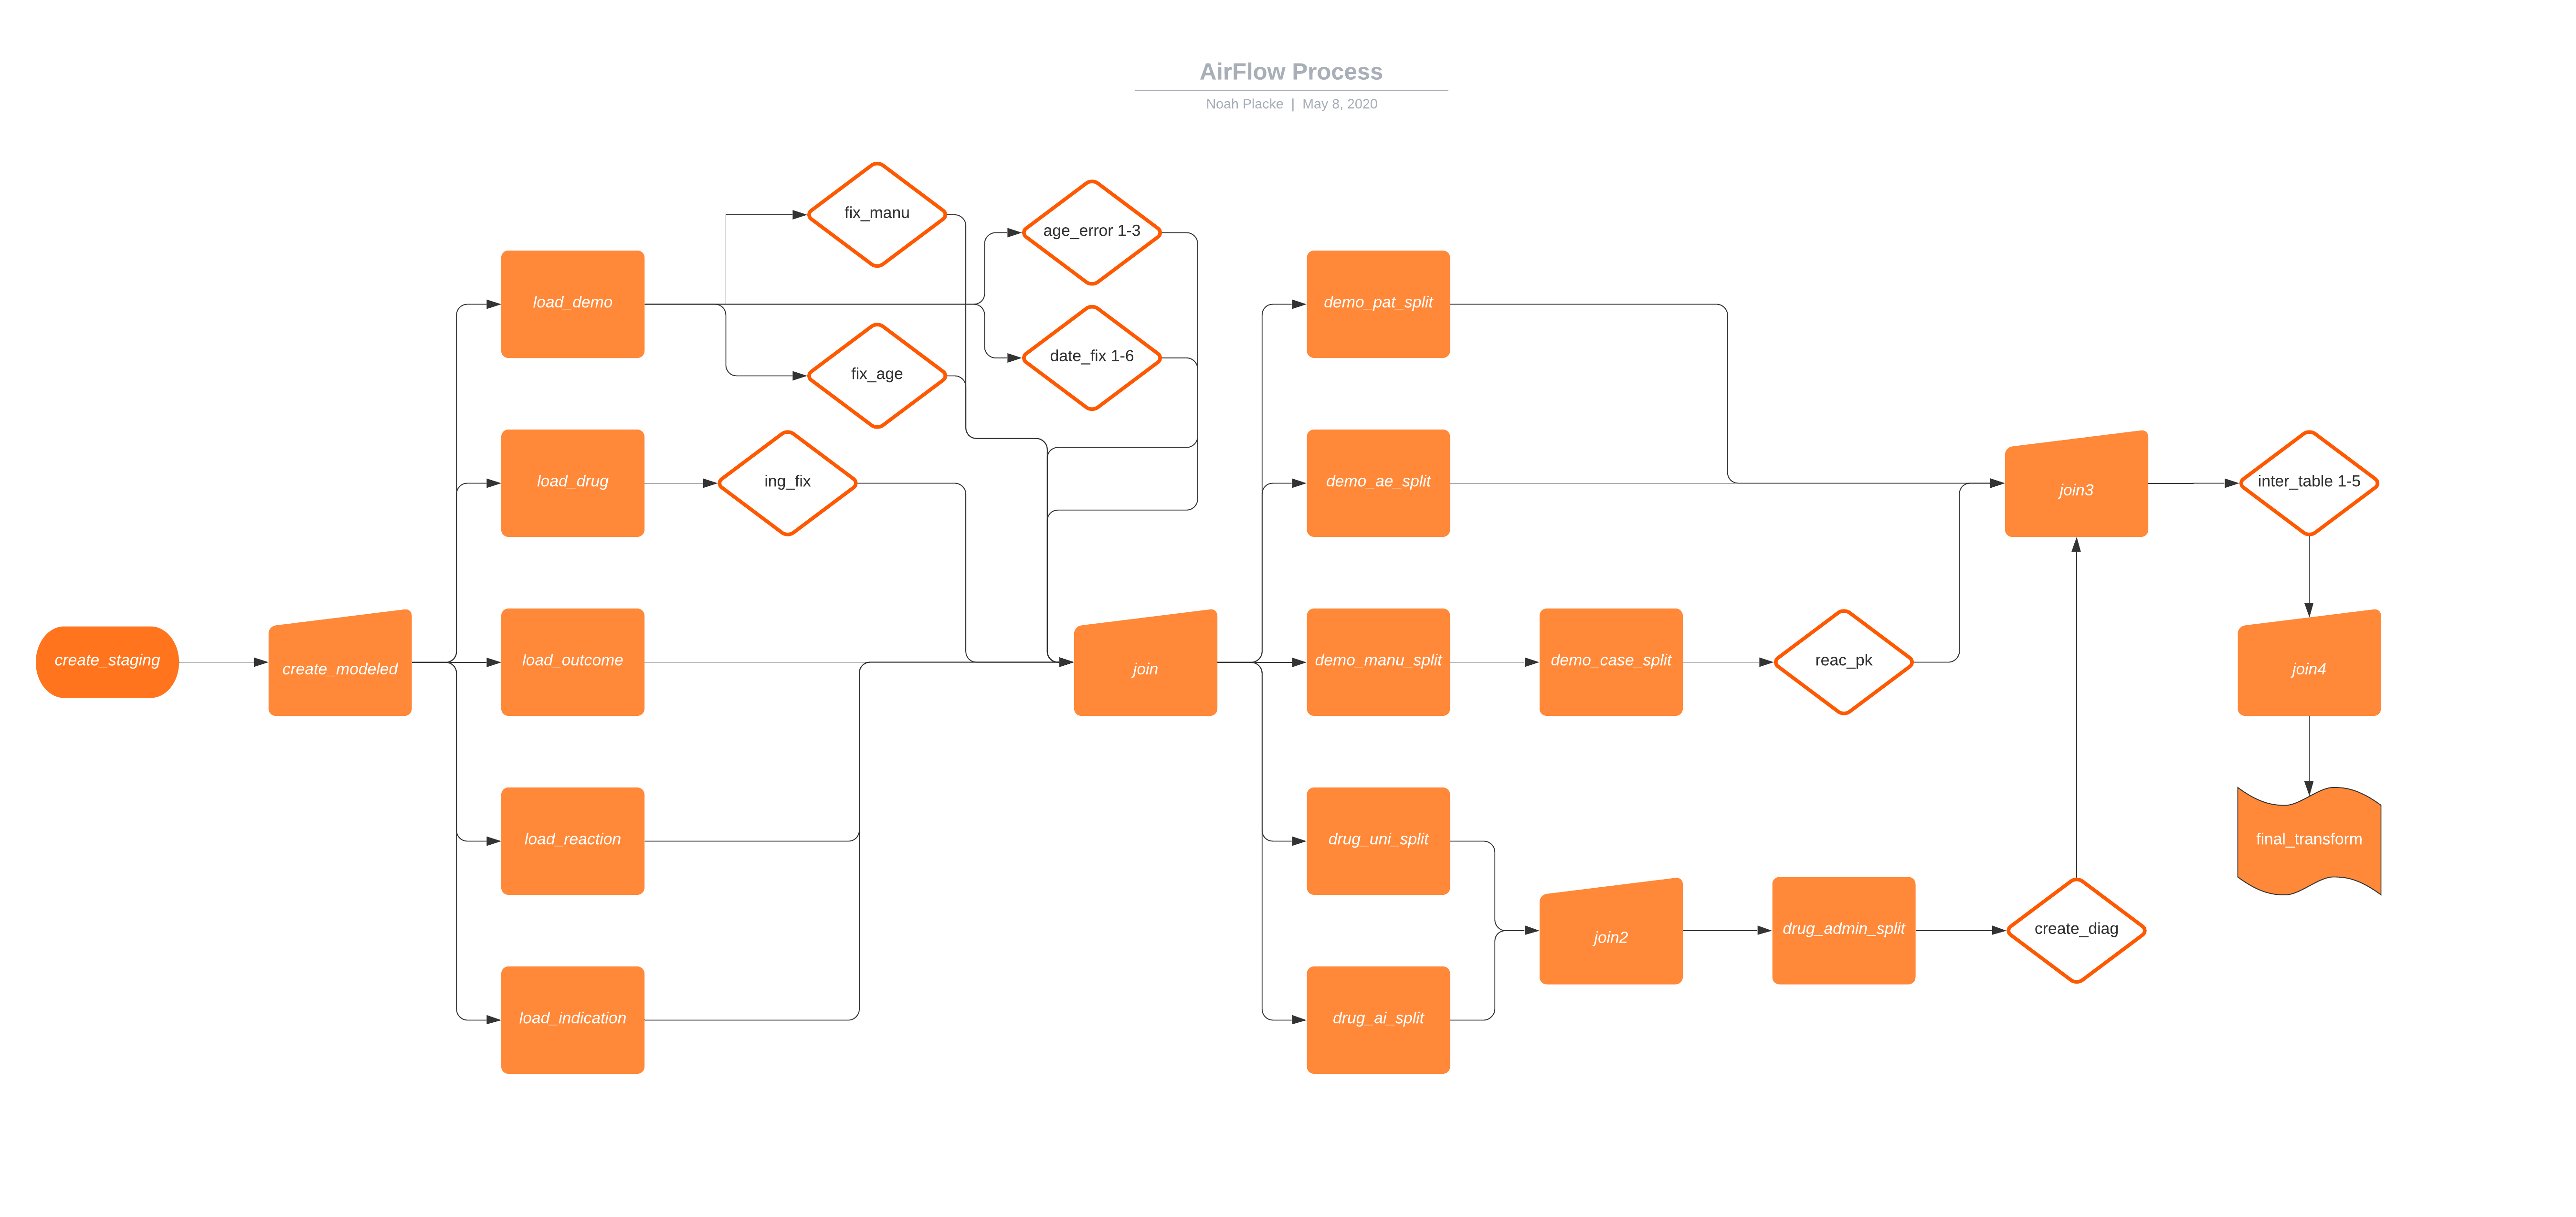 AirFlow Process
Noah Placke | May 8, 2020
fix_manu
age_error 1-3
load_demo
demo_pat_split
date_fix 1-6
fix_age
load_drug
ing_fix
demo_ae_split
join3
inter_table 1-5
create_staging
create_modeled
load_outcome
join
demo_manu_split
demo_case_split
reac_pk
join4
load_reaction
drug_uni_split
final_transform
join2
drug_admin_split
create_diag
load_indication
drug_ai_split